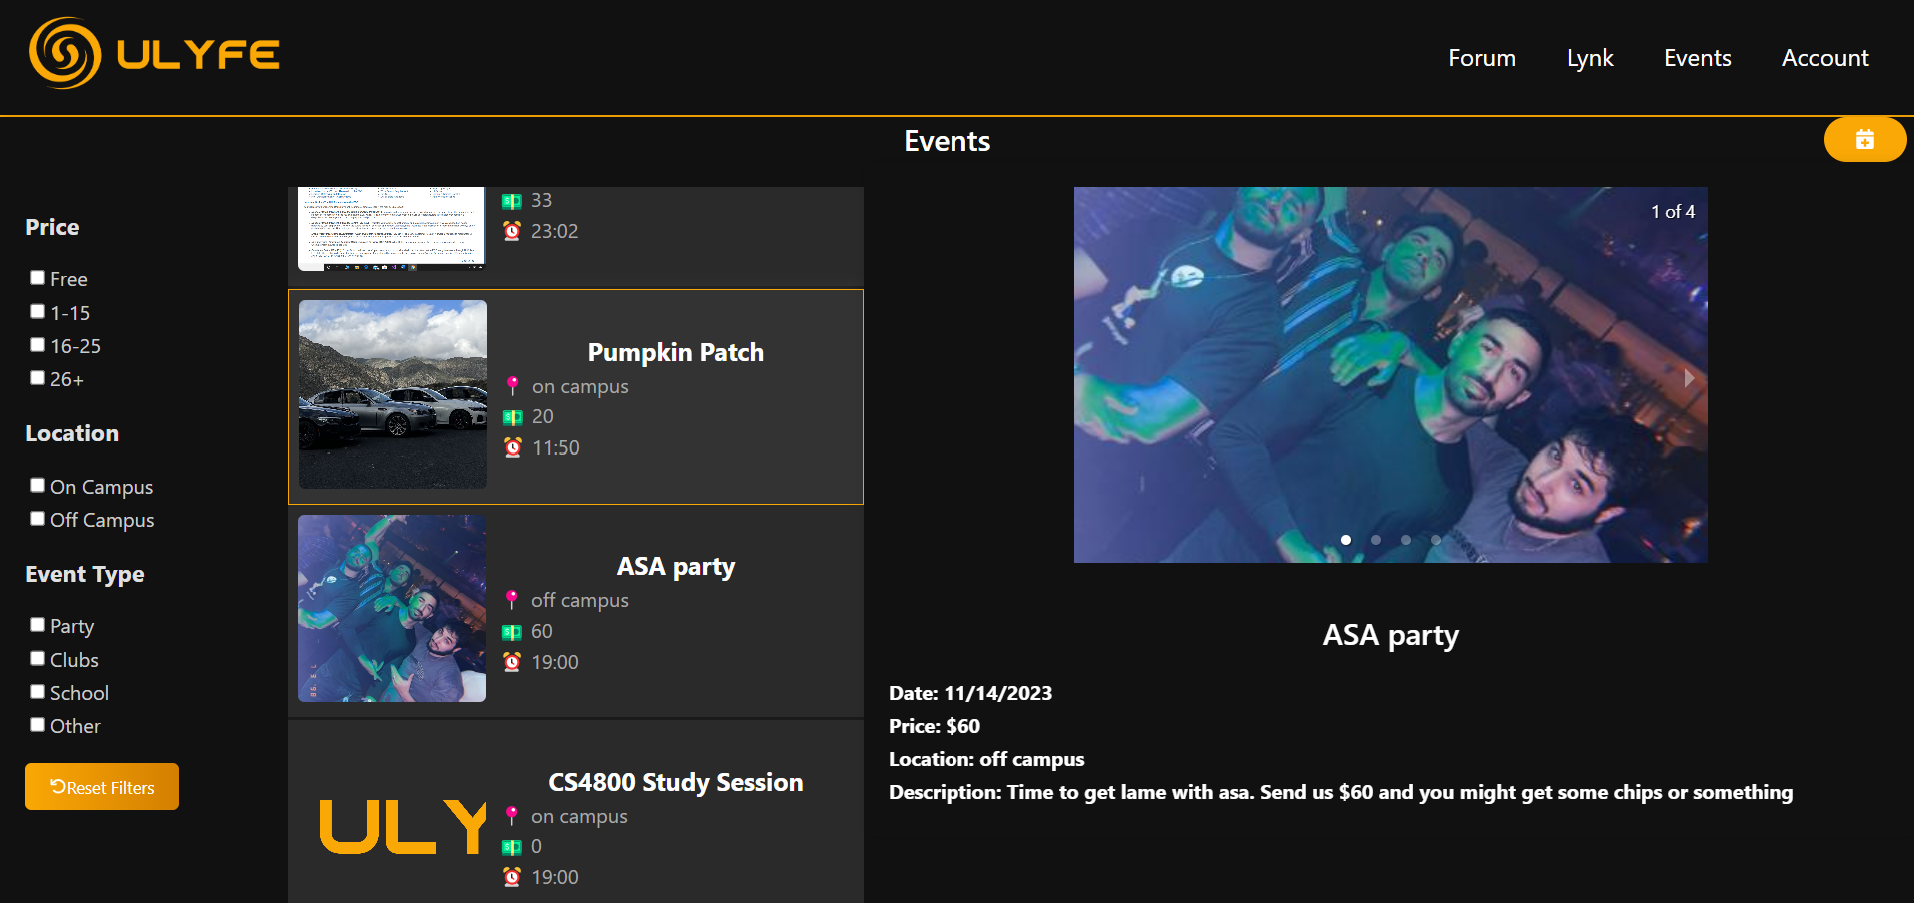 ULYFE
Forum
Lynk
Events
Account
Events
Price
Free
1-15
16-25
26+
Location
On Campus
Off Campus
Event Type
Party
Clubs
School
Other
Reset Filters
33
23:02
Pumpkin Patch
on campus
20
11:50
ASA party
off campus
60
19:00
CS4800 Study Session
ULY
on campus
0
19:00
1 of 4
ASA party
Date: 11/14/2023
Price: $60
Location: off campus
Description: Time to get lame with asa. Send us $60 and you might get some chips or something